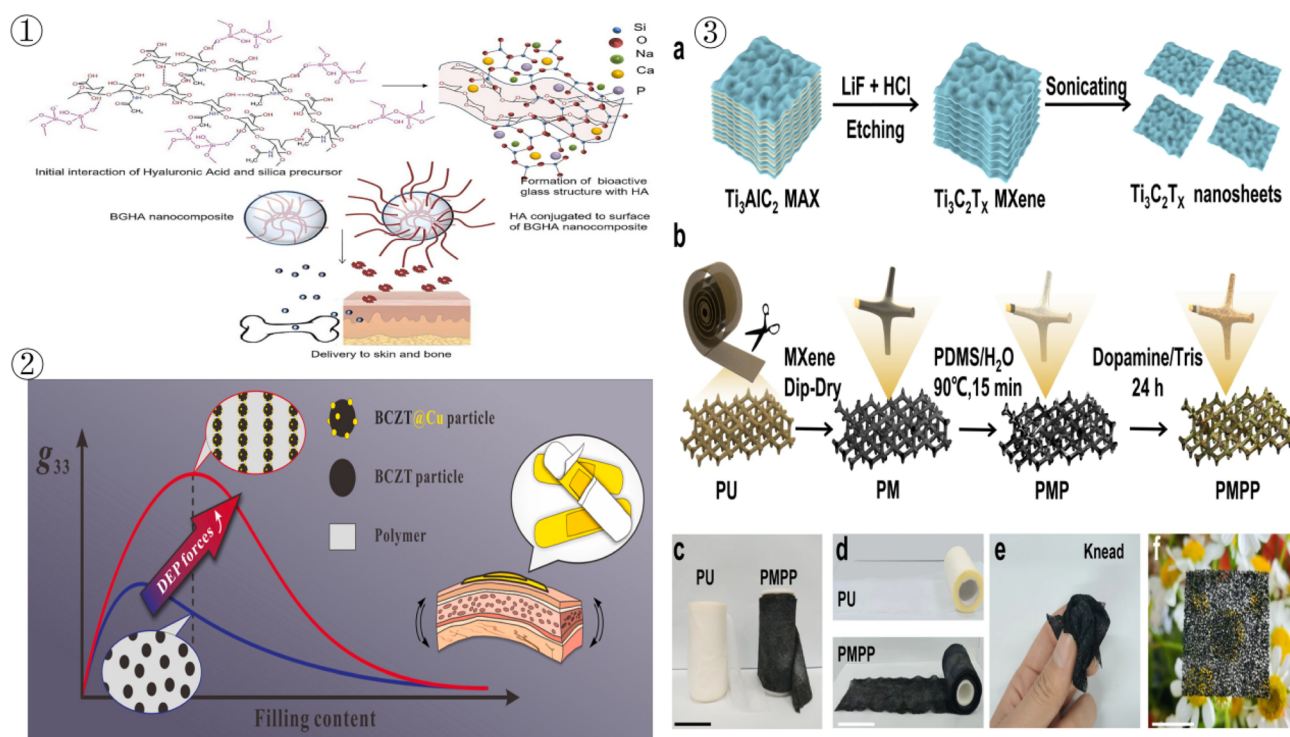 ①
Si
O
Na
Ca
P
Initial interaction of Hyaluronic Acid and silica precursor
Formation of bioactive
glass structure with HA
BGHA nanocomposite
HA conjugated to surface
of BGHA nanocomposite
Delivery to skin and bone
②
g33
BCZT@Cu particle
BCZT particle
Polymer
DEP forces
Filling content
③
a
LiF + HCl
Etching
Sonicating
Ti3AlC2 MAX
Ti3C2TX MXene
Ti3C2TX nanosheets
b
MXene
Dip-Dry
PDMS/H2O
90℃,15 min
Dopamine/Tris
24 h
PU
PM
PMP
PMPP
c
PU
PMPP
d
PU
PMPP
e
Knead
f